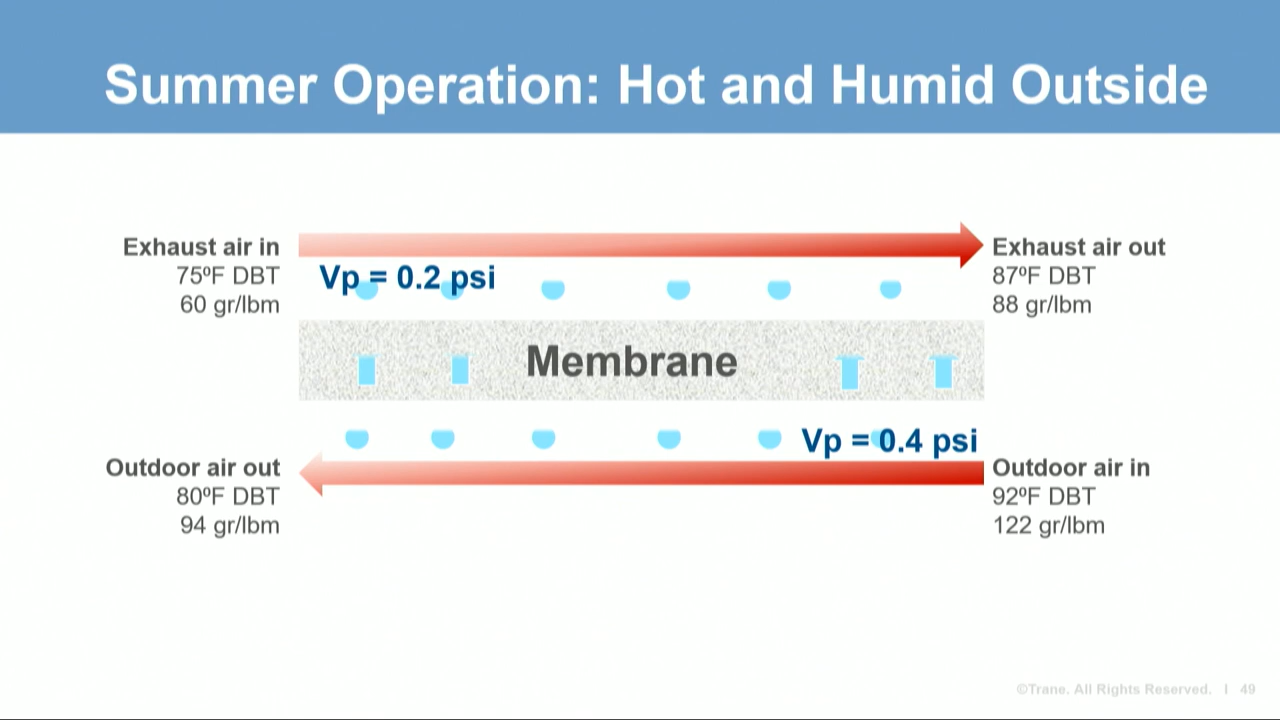 Summer Operation: Hot and Humid Outside
Exhaust air in
75ºF DBT
60 gr/lbm
Vp = 0.2 psi
Exhaust air out
87ºF DBT
88 gr/lbm
Membrane
Outdoor air out
80ºF DBT
94 gr/lbm
Vp = 0.4 psi
Outdoor air in
92ºF DBT
122 gr/lbm
©Trane. All Rights Reserved. I 49